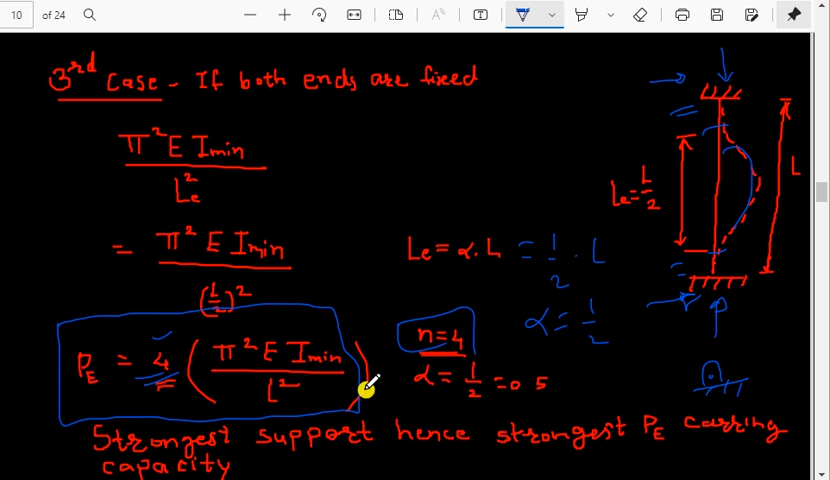 10 of 24
3rd Case - If both ends are fixed
π² E Imin
Le²
= π² E Imin
(L/2)²
Le = α. L = 1/2 . L
α = 1/2
PE = 4 ( π² E Imin / L² )
n=4
α = 1/2 = 0 5
Le = L/2
L
P
Strongest support hence strongest PE carring
capacity